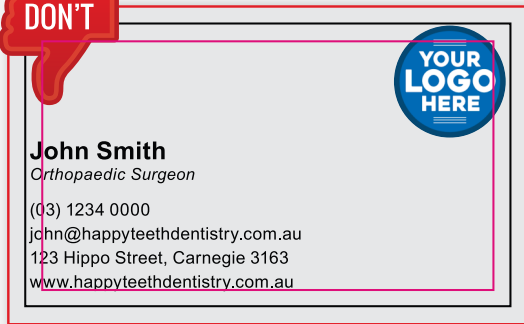 DON'T
YOUR
LOGO
HERE
John Smith
Orthopaedic Surgeon
(03) 1234 0000
john@happyteethdentistry.com.au
123 Hippo Street, Carnegie 3163
www.happyteethdentistry.com.au